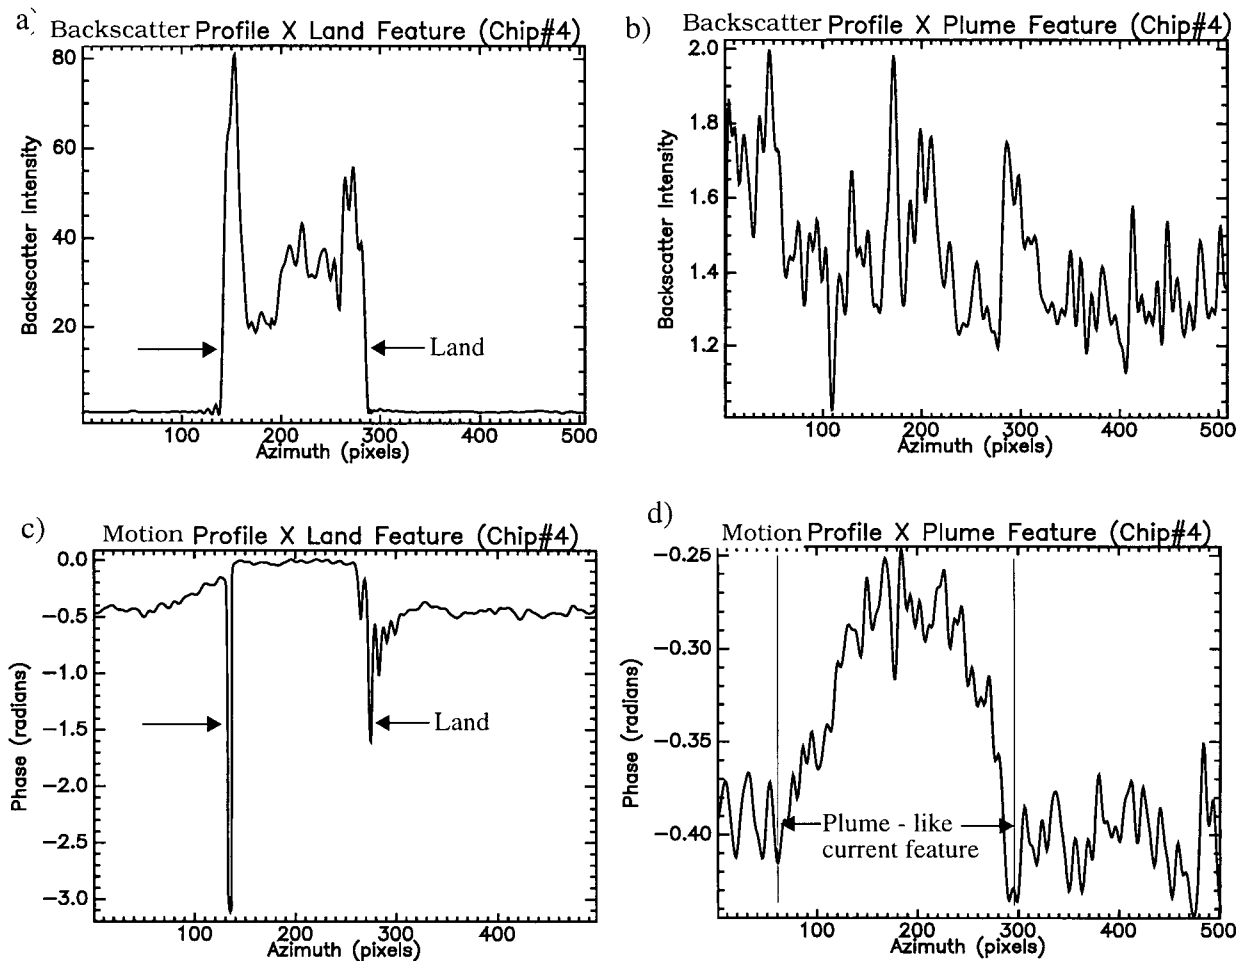 a) Backscatter Profile X Land Feature (Chip#4)
80
60
40
20
Backscatter Intensity
Land
100 200 300 400 500
Azimuth (pixels)
b) Backscatter Profile X Plume Feature (Chip#4)
2.0
1.8
1.6
1.4
1.2
Backscatter Intensity
100 200 300 400 500
Azimuth (pixels)
c) Motion Profile X Land Feature (Chip#4)
0.0
-0.5
-1.0
-1.5
-2.0
-2.5
-3.0
Phase (radians)
Land
100 200 300 400
Azimuth (pixels)
d) Motion Profile X Plume Feature (Chip#4)
-0.25
-0.30
-0.35
-0.40
Phase (radians)
Plume - like
current feature
100 200 300 400 500
Azimuth (pixels)